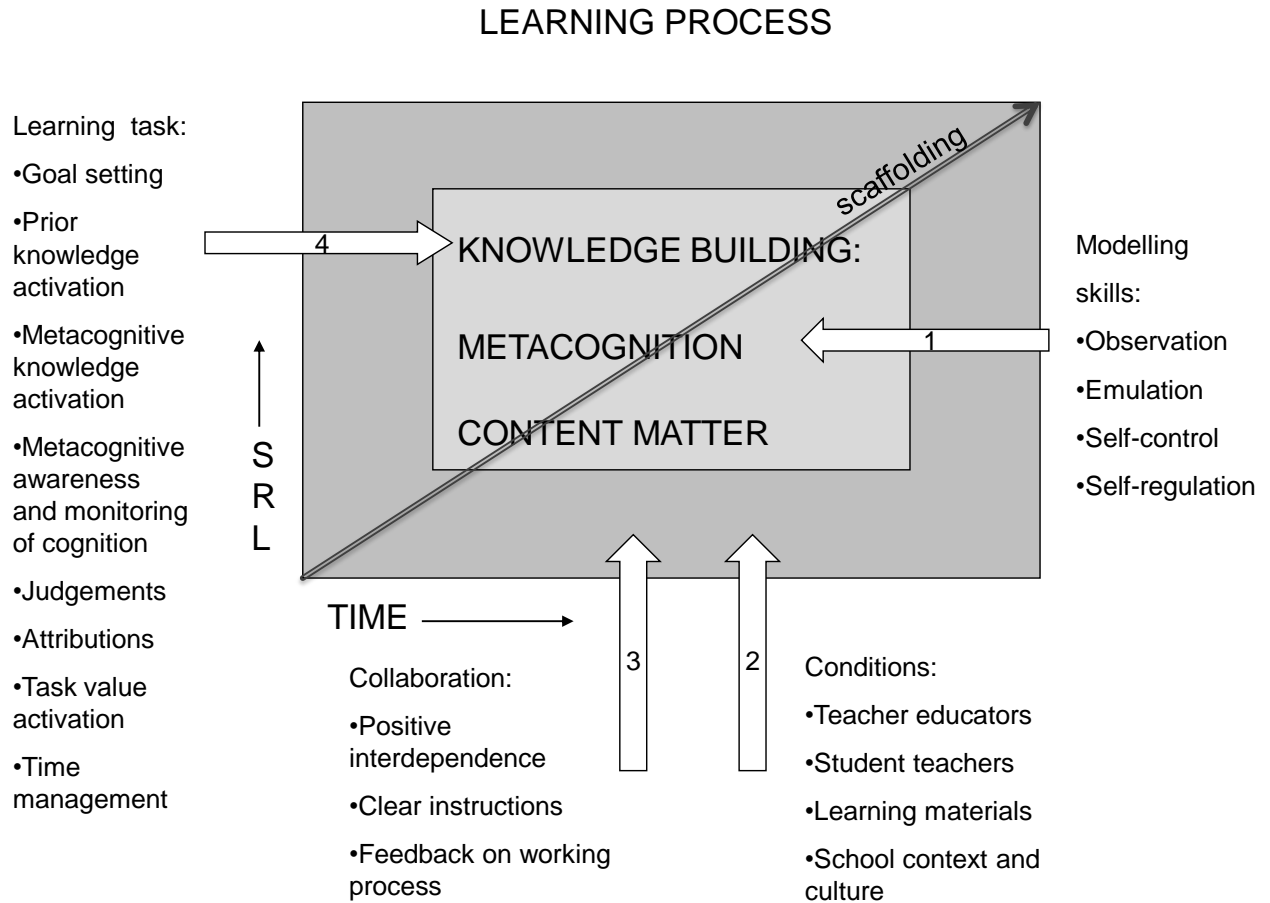 LEARNING PROCESS
Learning task:
•Goal setting
•Prior
knowledge
activation
•Metacognitive
knowledge
activation
•Metacognitive
awareness
and monitoring
of cognition
•Judgements
•Attributions
•Task value
activation
•Time
management
4
S
R
L
scaffolding
KNOWLEDGE BUILDING:
METACOGNITION
CONTENT MATTER
1
Modelling
skills:
•Observation
•Emulation
•Self-control
•Self-regulation
TIME
3
2
Collaboration:
•Positive
interdependence
•Clear instructions
•Feedback on working
process
Conditions:
•Teacher educators
•Student teachers
•Learning materials
•School context and
culture